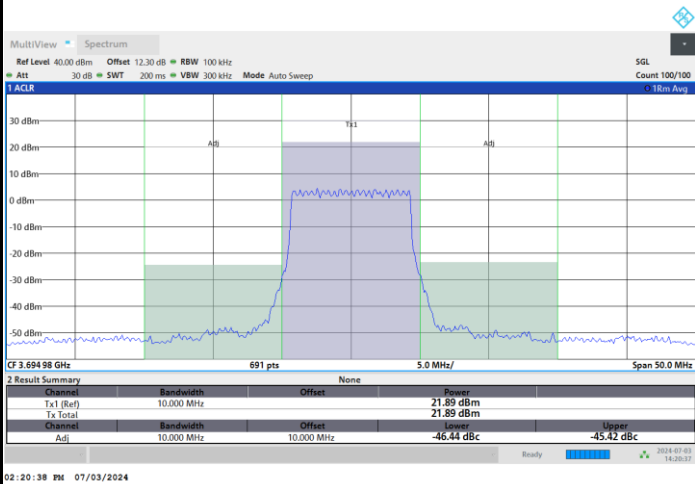 MultiView Spectrum
Ref Level 40.00 dBm Offset 12.30 dB RBW 100 kHz SGL
Att 30 dB SWT 200 ms VBW 300 kHz Mode Auto Sweep Count 100/100
1 ACLR 1Rm Avg
30 dBm
Tx1
20 dBm Adj Adj
10 dBm
0 dBm
-10 dBm
-20 dBm
-30 dBm
-40 dBm
-50 dBm
CF 3.694 98 GHz 691 pts 5.0 MHz/ Span 50.0 MHz
2 Result Summary None
Channel Bandwidth Offset Power
Tx1 (Ref) 10.000 MHz 21.89 dBm
Tx Total 21.89 dBm
Channel Bandwidth Offset Lower Upper
Adj 10.000 MHz 10.000 MHz -46.44 dBc -45.42 dBc
Ready 2024-07-03
14:20:37
02:20:38 PM 07/03/2024